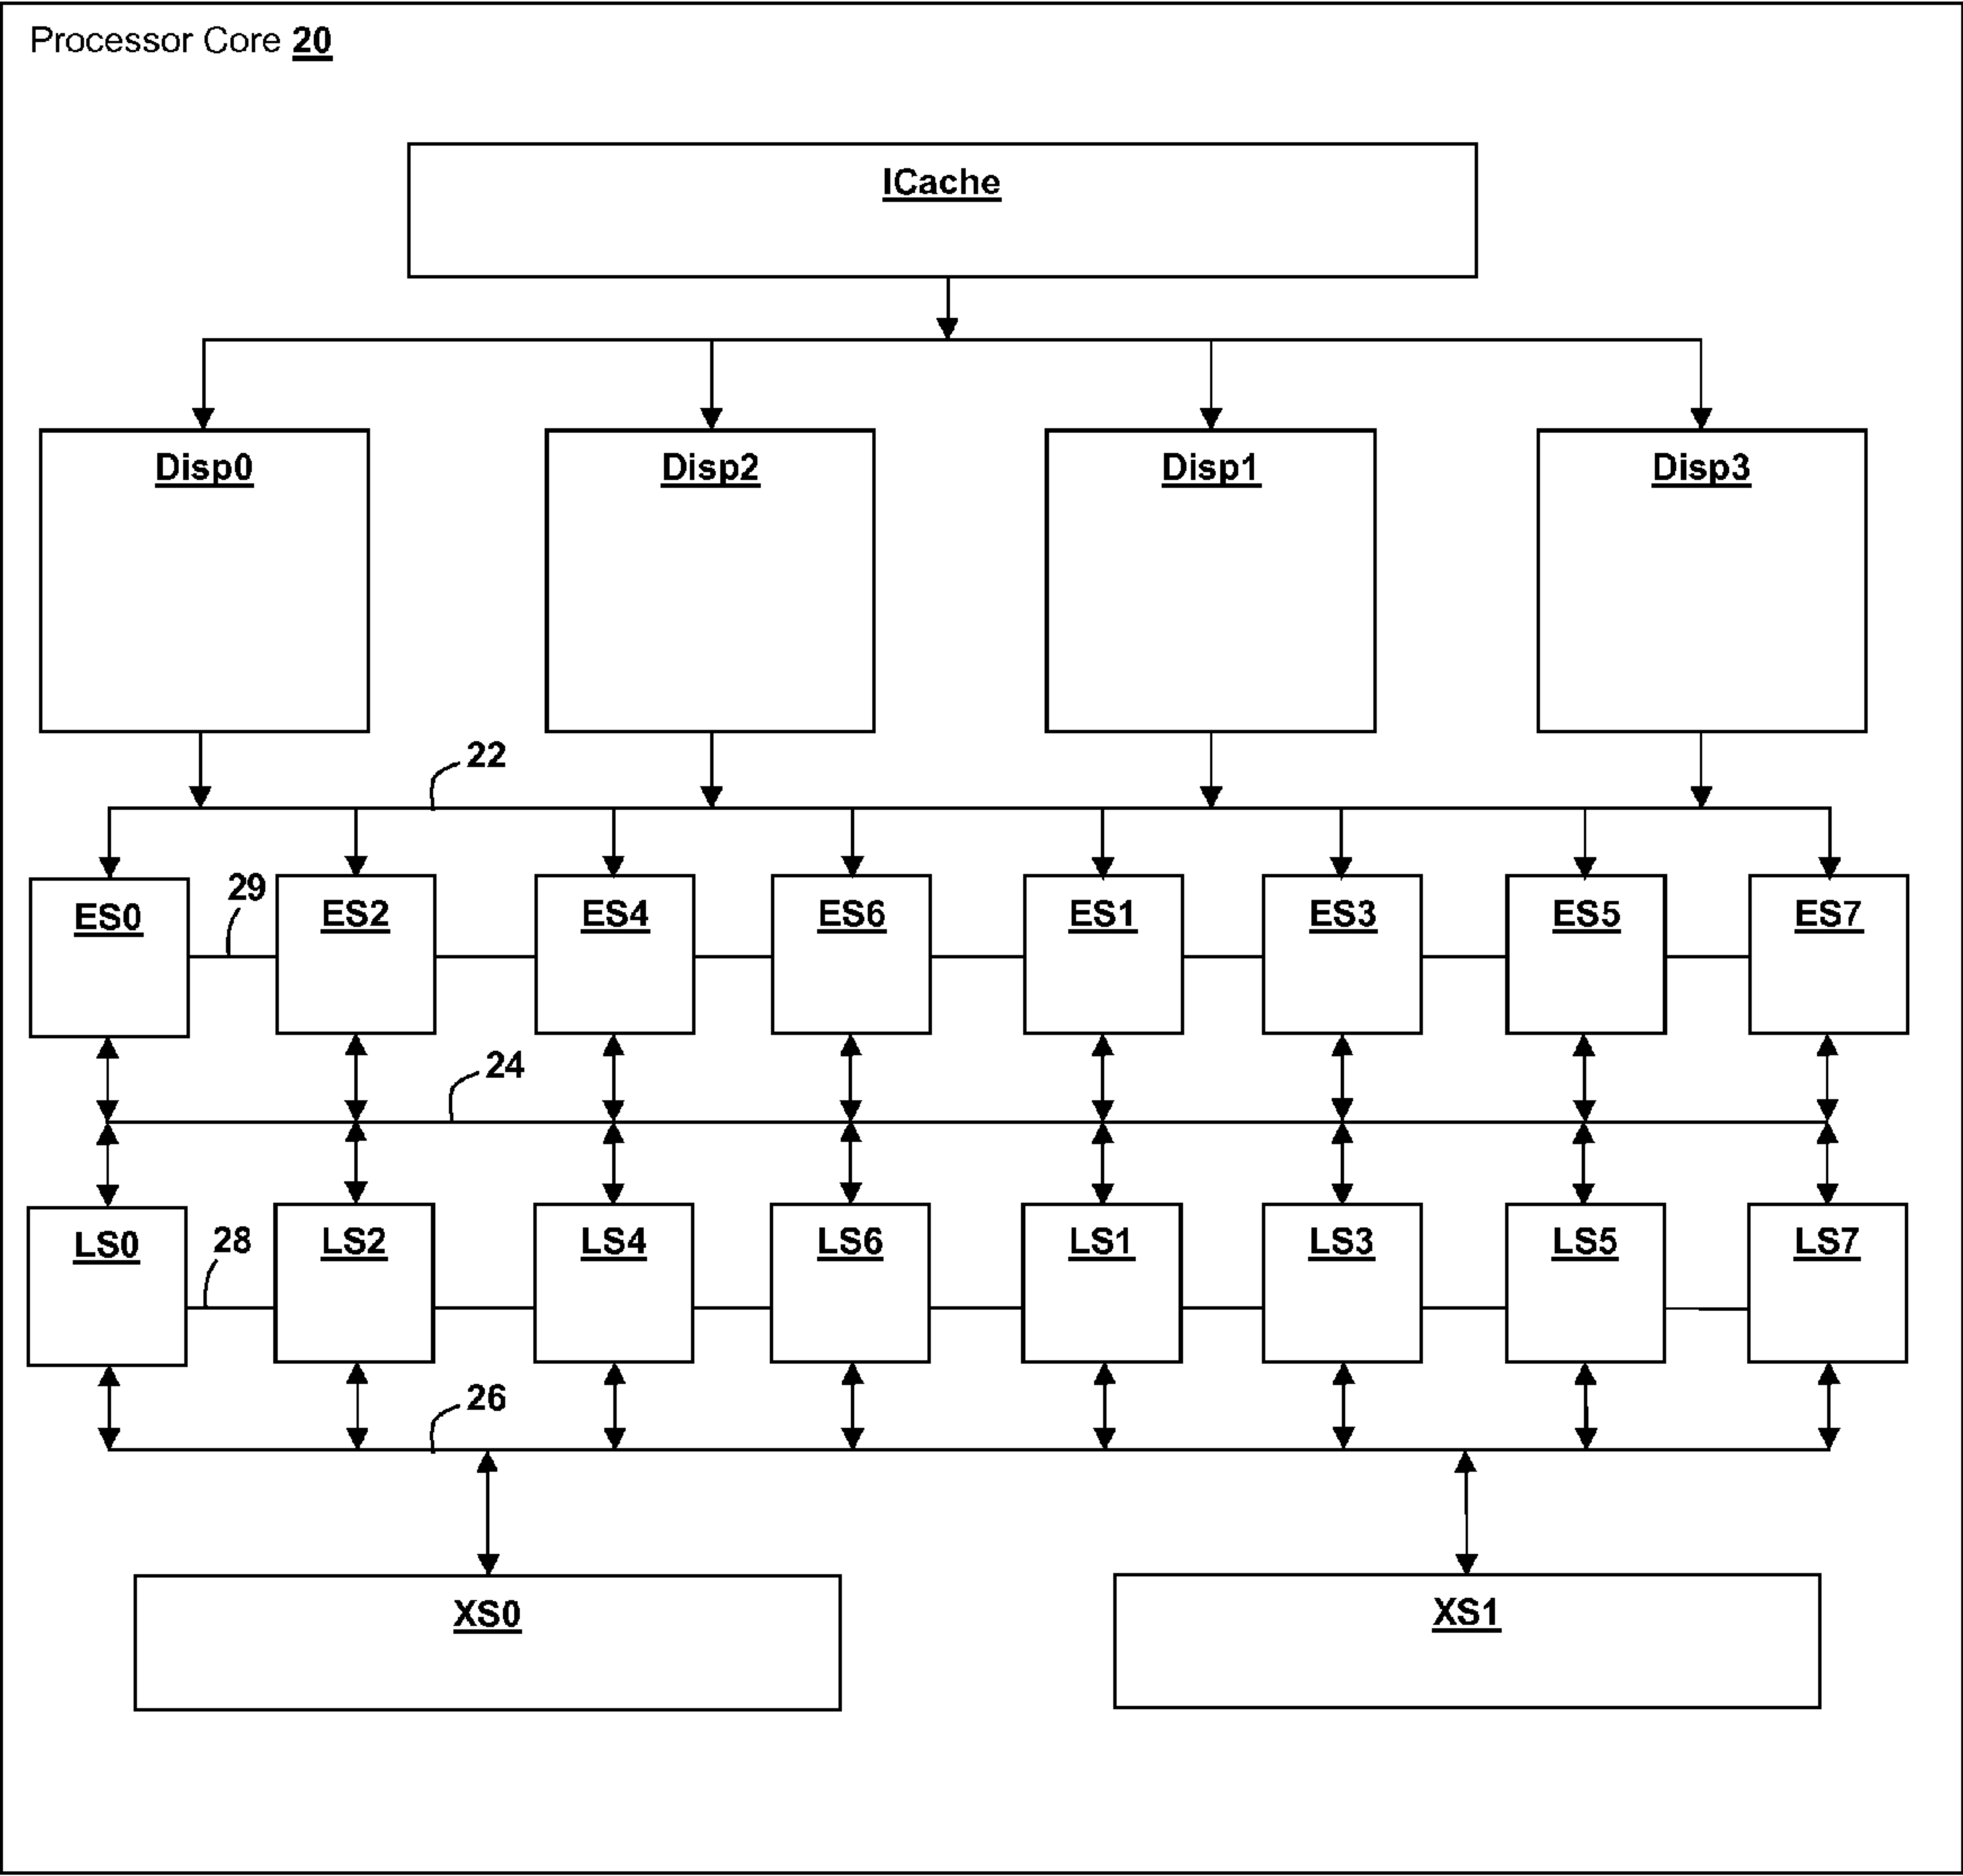 Processor Core 20
ICache
Disp0 Disp2 Disp1 Disp3
22
29
ES0 ES2 ES4 ES6 ES1 ES3 ES5 ES7
24
28
LS0 LS2 LS4 LS6 LS1 LS3 LS5 LS7
26
XS0 XS1